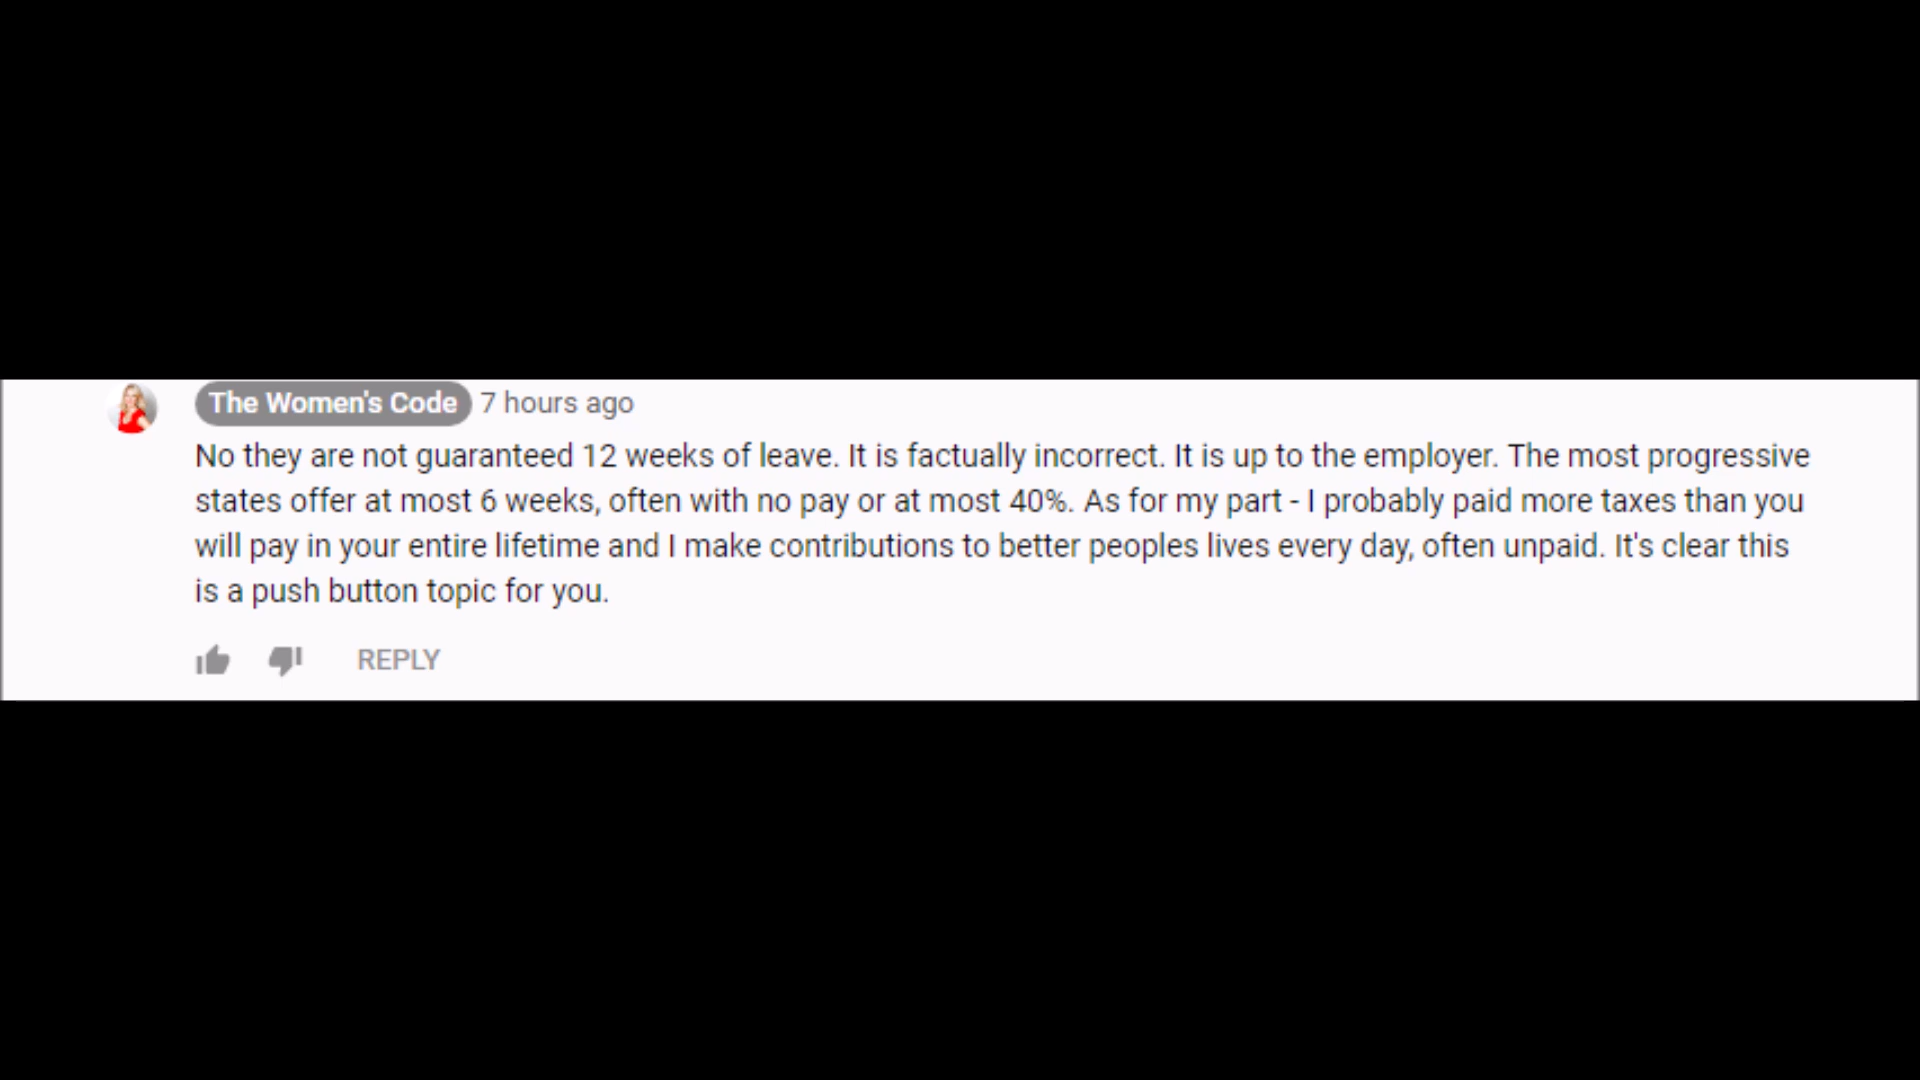 The Women's Code 7 hours ago
No they are not guaranteed 12 weeks of leave. It is factually incorrect. It is up to the employer. The most progressive
states offer at most 6 weeks, often with no pay or at most 40%. As for my part - I probably paid more taxes than you
will pay in your entire lifetime and I make contributions to better peoples lives every day, often unpaid. It's clear this
is a push button topic for you.
REPLY